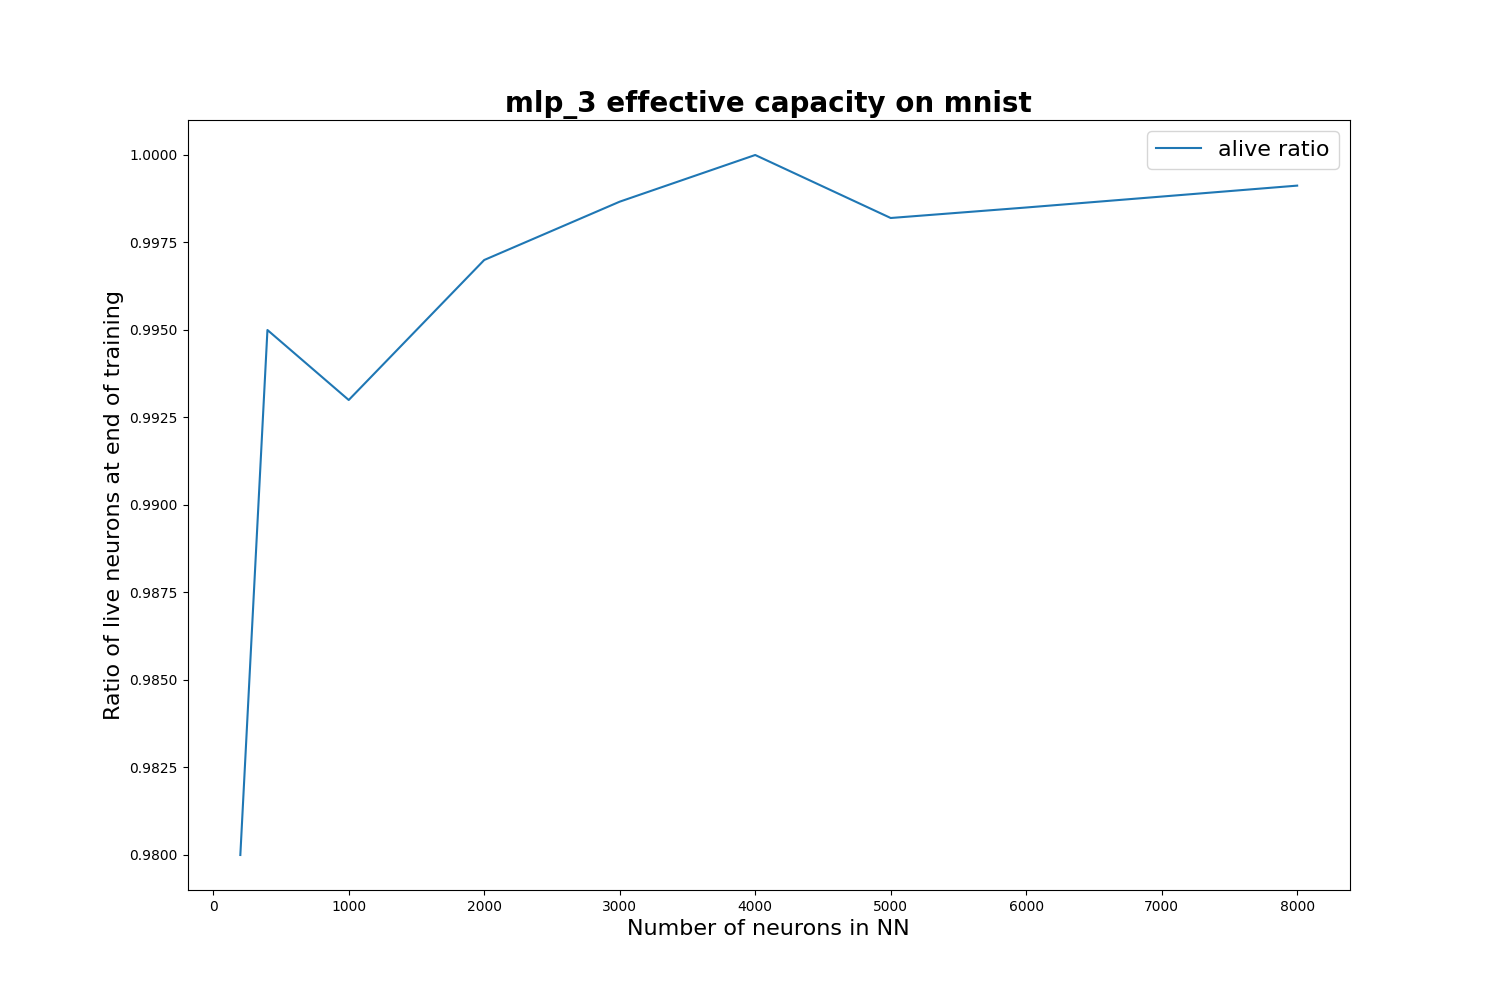 mlp_3 effective capacity on mnist
alive ratio
Ratio of live neurons at end of training
1.0000
0.9975
0.9950
0.9925
0.9900
0.9875
0.9850
0.9825
0.9800
0 1000 2000 3000 4000 5000 6000 7000 8000
Number of neurons in NN